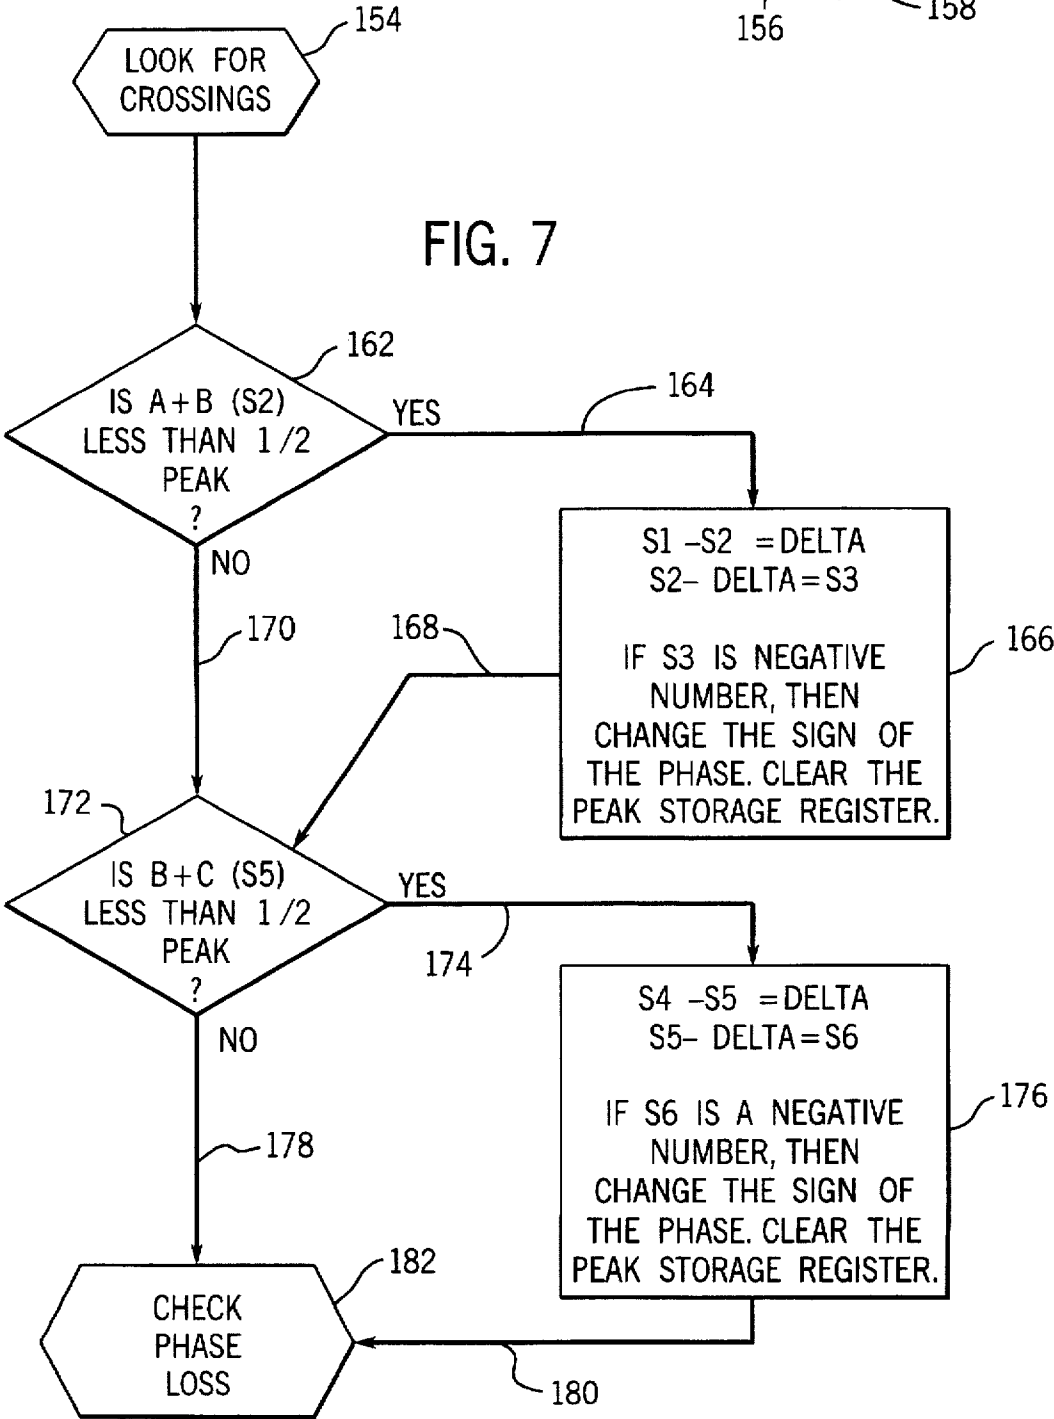 154
156
158
LOOK FOR
CROSSINGS
FIG. 7
162
IS A+B (S2)
LESS THAN 1/2
PEAK
?
YES
164
NO
S1 -S2 =DELTA
S2- DELTA=S3
IF S3 IS NEGATIVE
NUMBER, THEN
CHANGE THE SIGN OF
THE PHASE. CLEAR THE
PEAK STORAGE REGISTER.
166
168
170
172
IS B+C (S5)
LESS THAN 1/2
PEAK
?
YES
174
NO
S4 -S5 =DELTA
S5- DELTA=S6
IF S6 IS A NEGATIVE
NUMBER, THEN
CHANGE THE SIGN OF
THE PHASE. CLEAR THE
PEAK STORAGE REGISTER.
176
178
182
CHECK
PHASE
LOSS
180